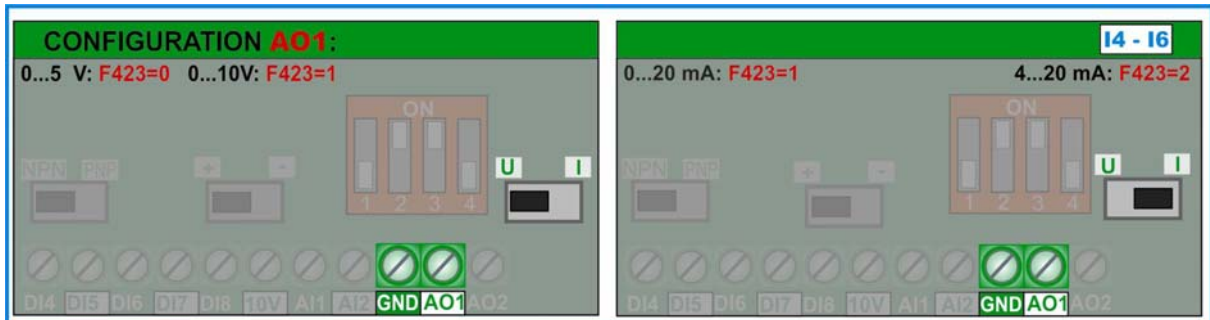 CONFIGURATION AO1:
0...5 V: F423=0 0...10V: F423=1
ON
NPN PNP + - U I
1 2 3 4
DI4 DI5 DI6 DI7 DI8 10V AI1 AI2 GND AO1 AO2
I4 - I6
0...20 mA: F423=1 4...20 mA: F423=2
ON
NPN PNP + - U I
1 2 3 4
DI4 DI5 DI6 DI7 DI8 10V AI1 AI2 GND AO1 AO2